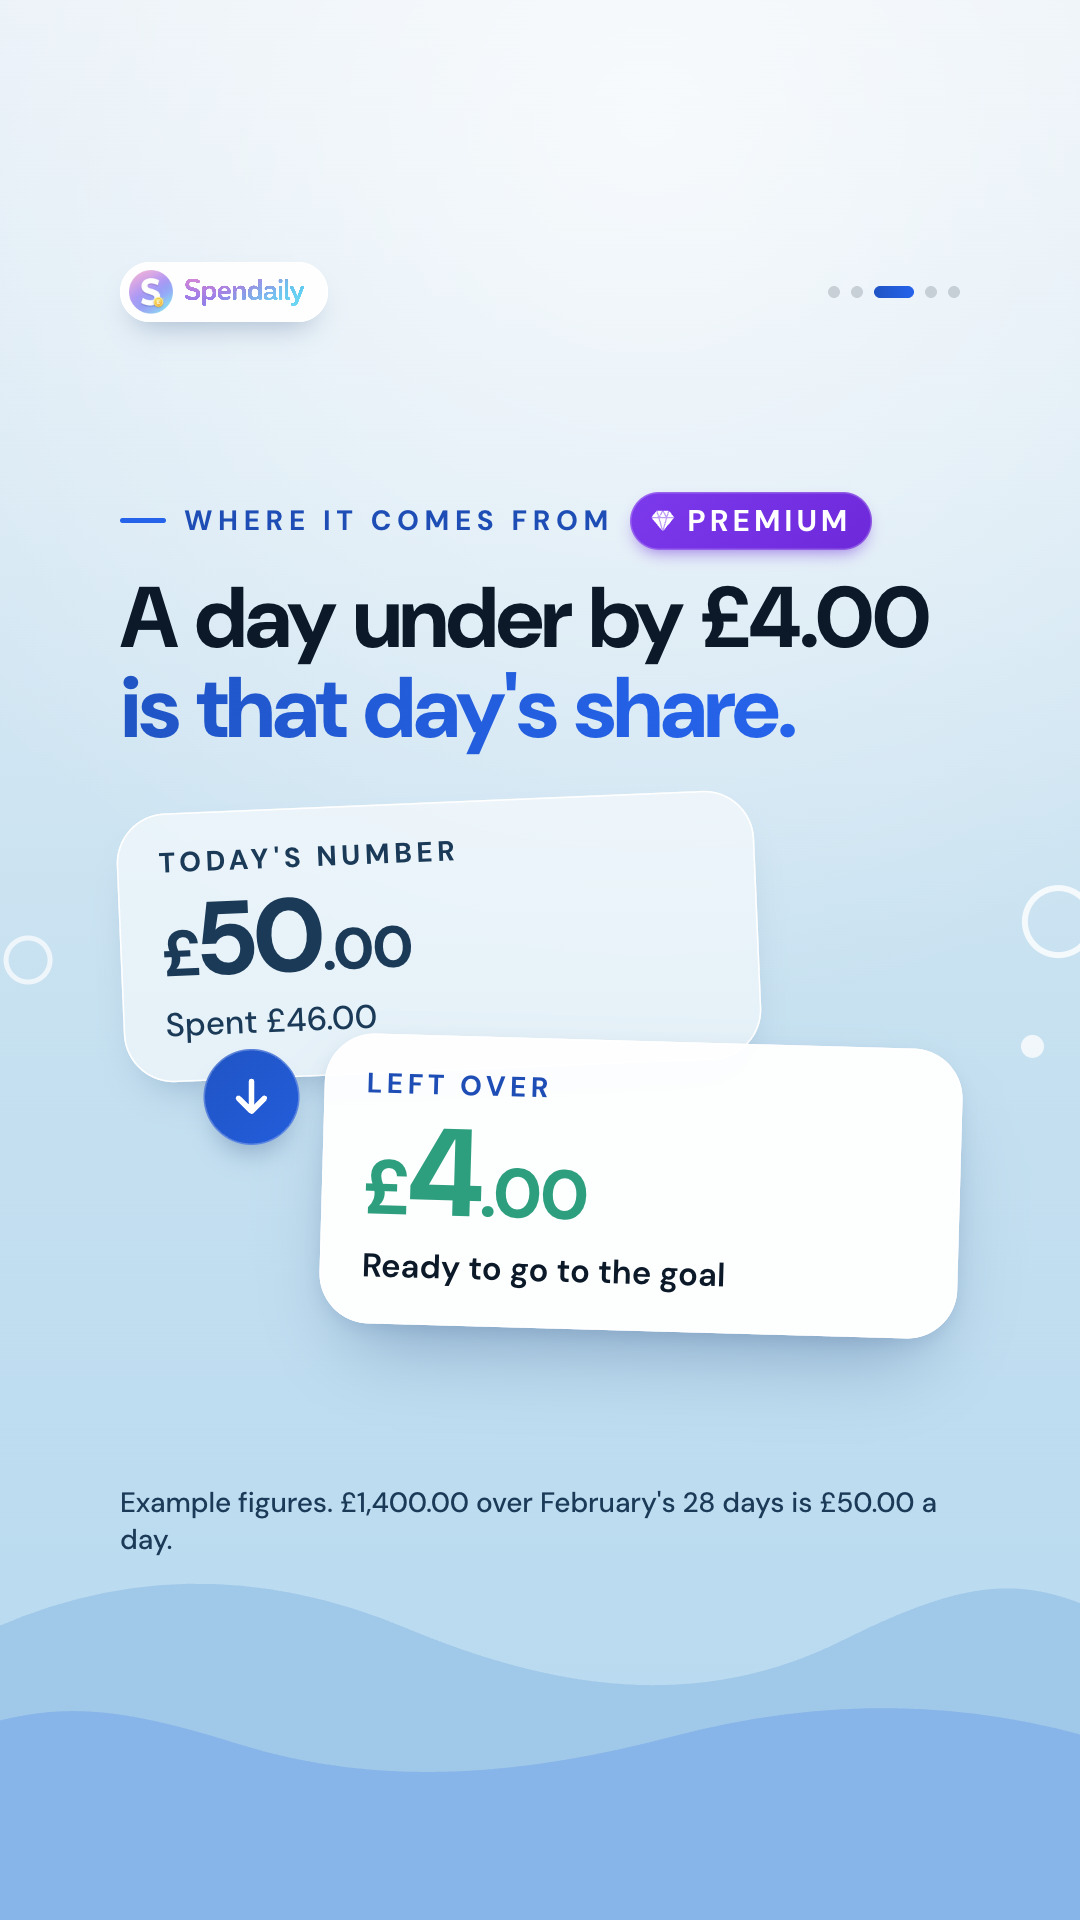 Spendaily
WHERE IT COMES FROM PREMIUM
A day under by £4.00
is that day's share.
TODAY'S NUMBER
£50.00
Spent £46.00
LEFT OVER
£4.00
Ready to go to the goal
Example figures. £1,400.00 over February's 28 days is £50.00 a
day.